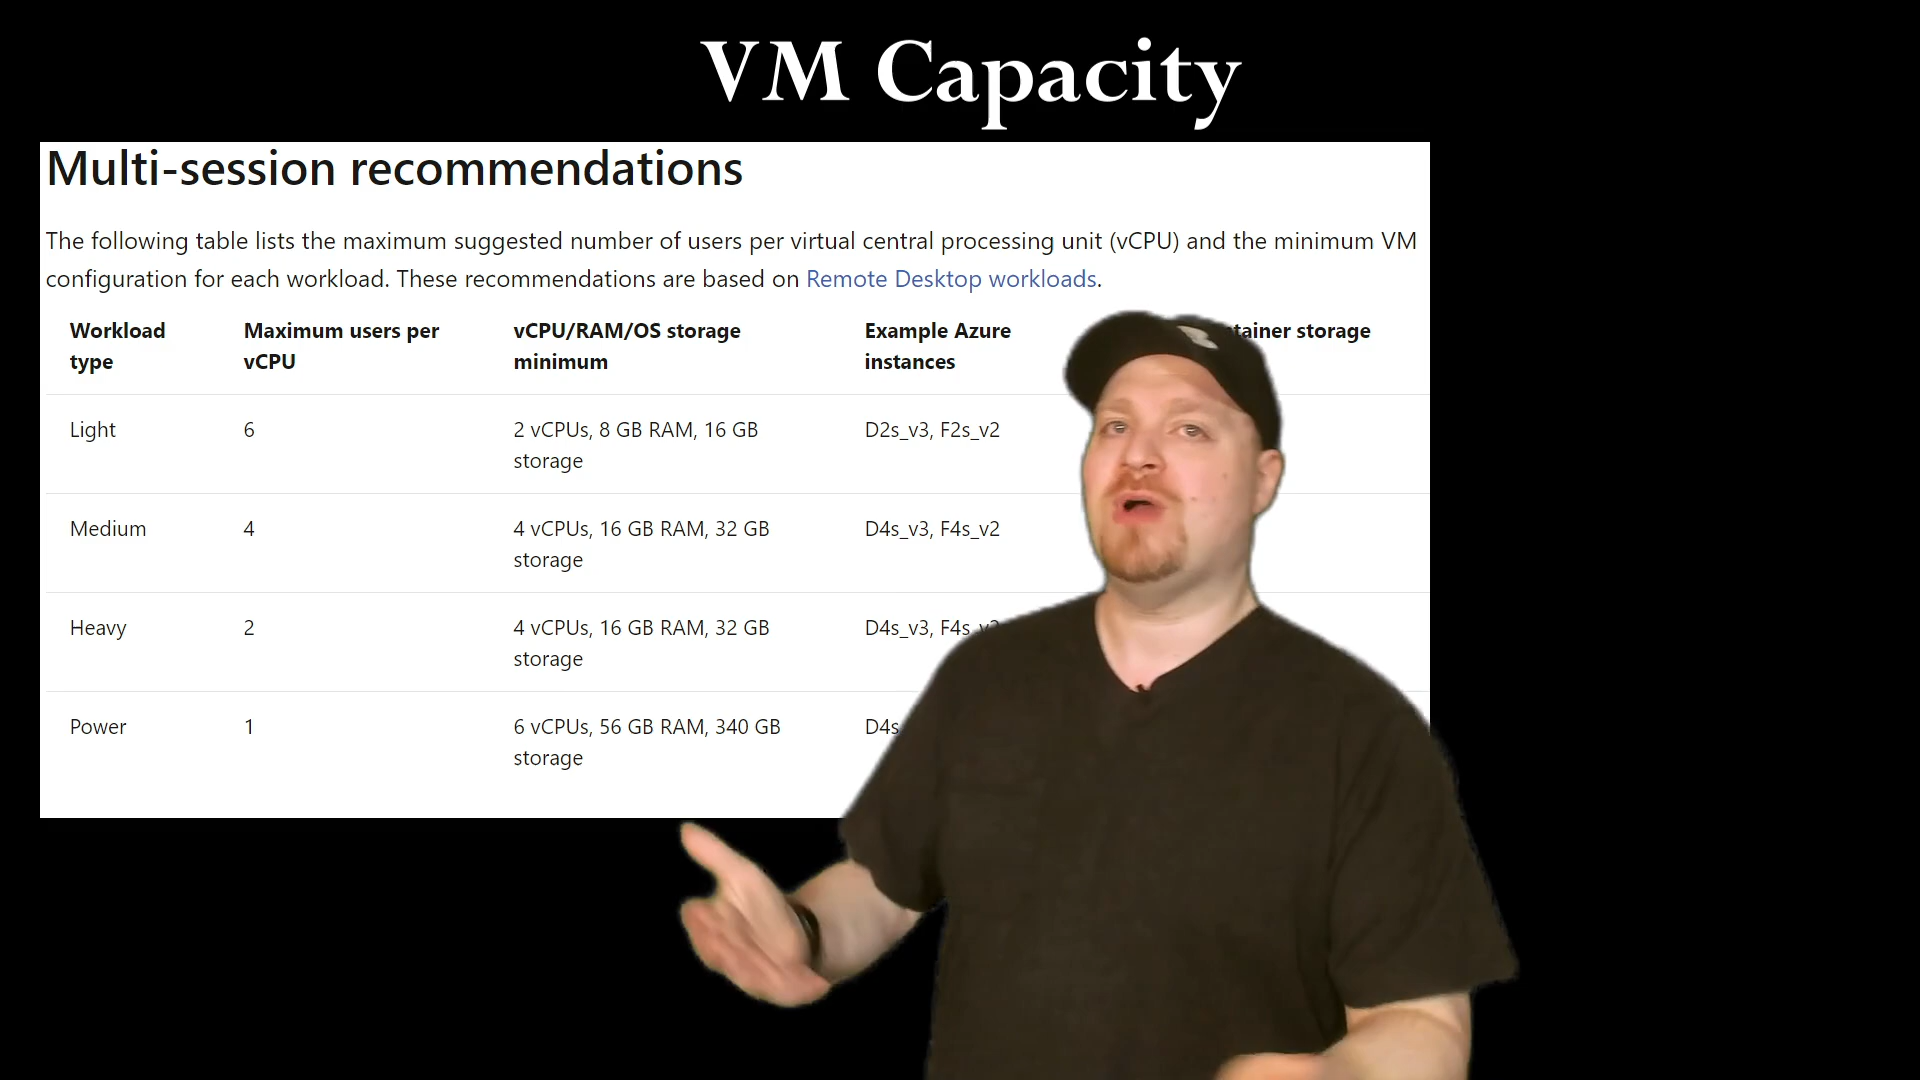 VM Capacity
Multi-session recommendations
The following table lists the maximum suggested number of users per virtual central processing unit (vCPU) and the minimum VM
configuration for each workload. These recommendations are based on Remote Desktop workloads.
Workload type Maximum users per vCPU vCPU/RAM/OS storage minimum Example Azure instances storage
Light 6 2 vCPUs, 8 GB RAM, 16 GB storage D2s_v3, F2s_v2
Medium 4 4 vCPUs, 16 GB RAM, 32 GB storage D4s_v3, F4s_v2
Heavy 2 4 vCPUs, 16 GB RAM, 32 GB storage D4s_v3,
Power 1 6 vCPUs, 56 GB RAM, 340 GB storage